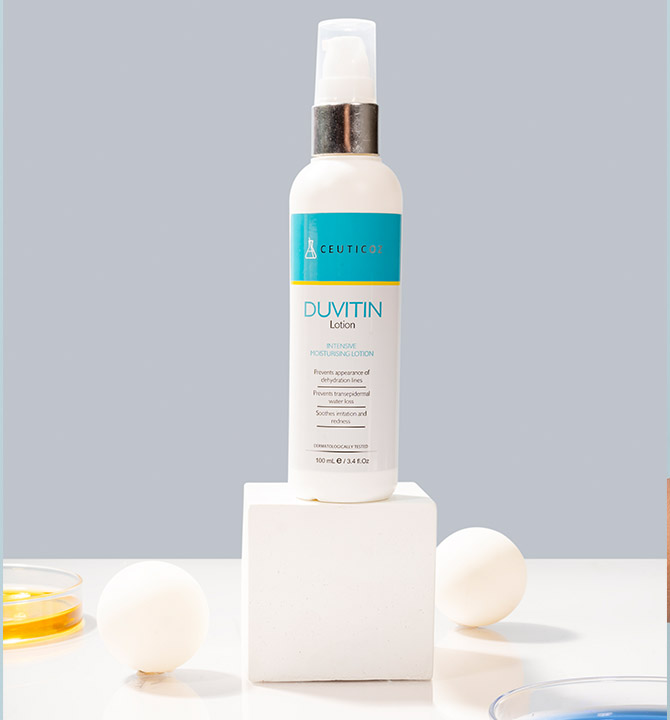 CEUTICOZ
DUVITIN
Lotion
INTENSIVE
MOISTURISING LOTION
Prevents appearance of
dehydration lines
Prevents transepidermal
water loss
Soothes irritation and
redness
DERMATOLOGICALLY TESTED
100 mL e / 3.4 fl.Oz